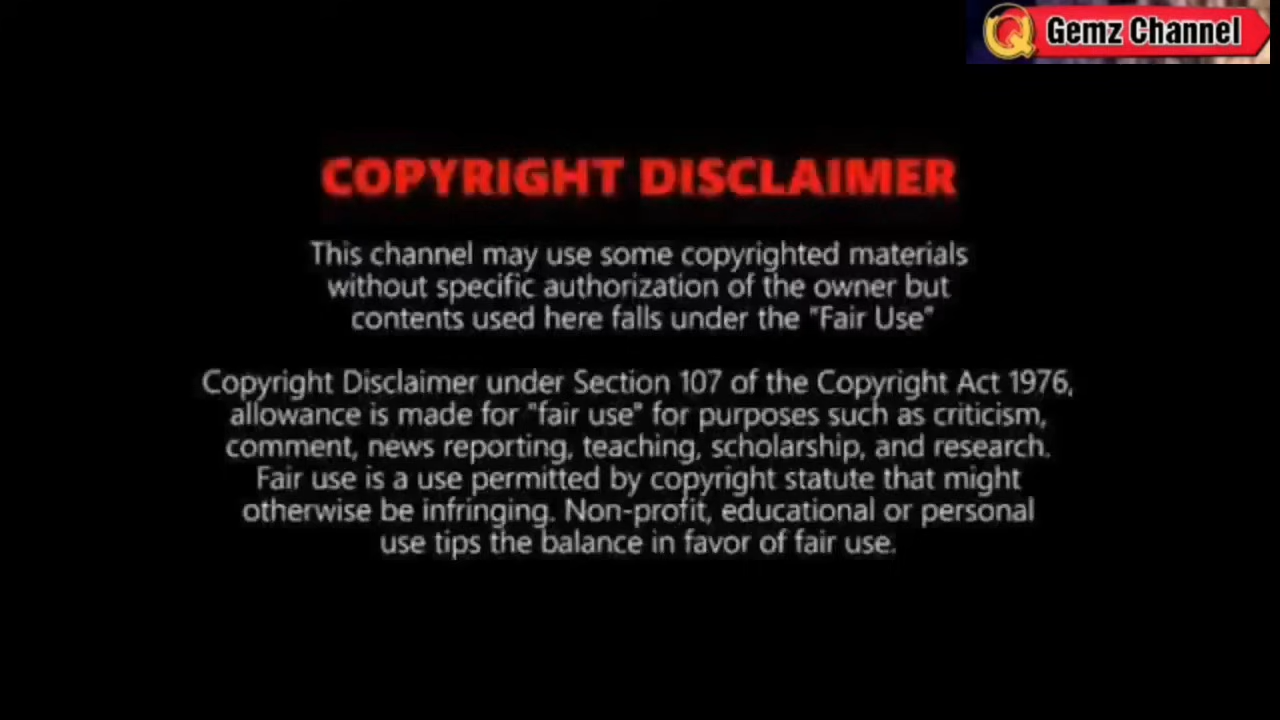 Gemz Channel
COPYRIGHT DISCLAIMER
This channel may use some copyrighted materials
without specific authorization of the owner but
contents used here falls under the "Fair Use"
Copyright Disclaimer under Section 107 of the Copyright Act 1976,
allowance is made for "fair use" for purposes such as criticism,
comment, news reporting, teaching, scholarship, and research.
Fair use is a use permitted by copyright statute that might
otherwise be infringing. Non-profit, educational or personal
use tips the balance in favor of fair use.